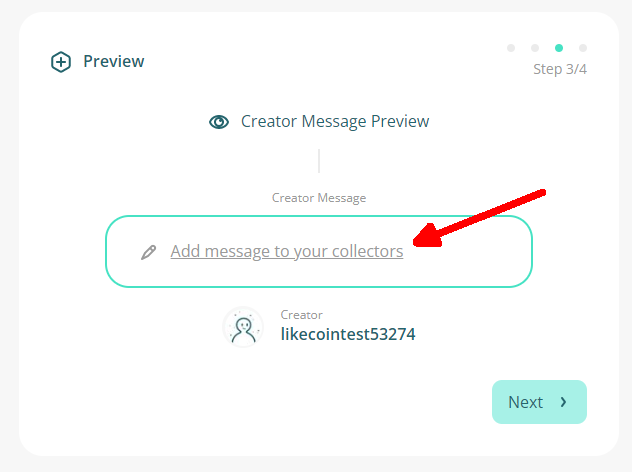 Preview
Step 3/4
Creator Message Preview
Creator Message
Add message to your collectors
Creator
likecointest53274
Next